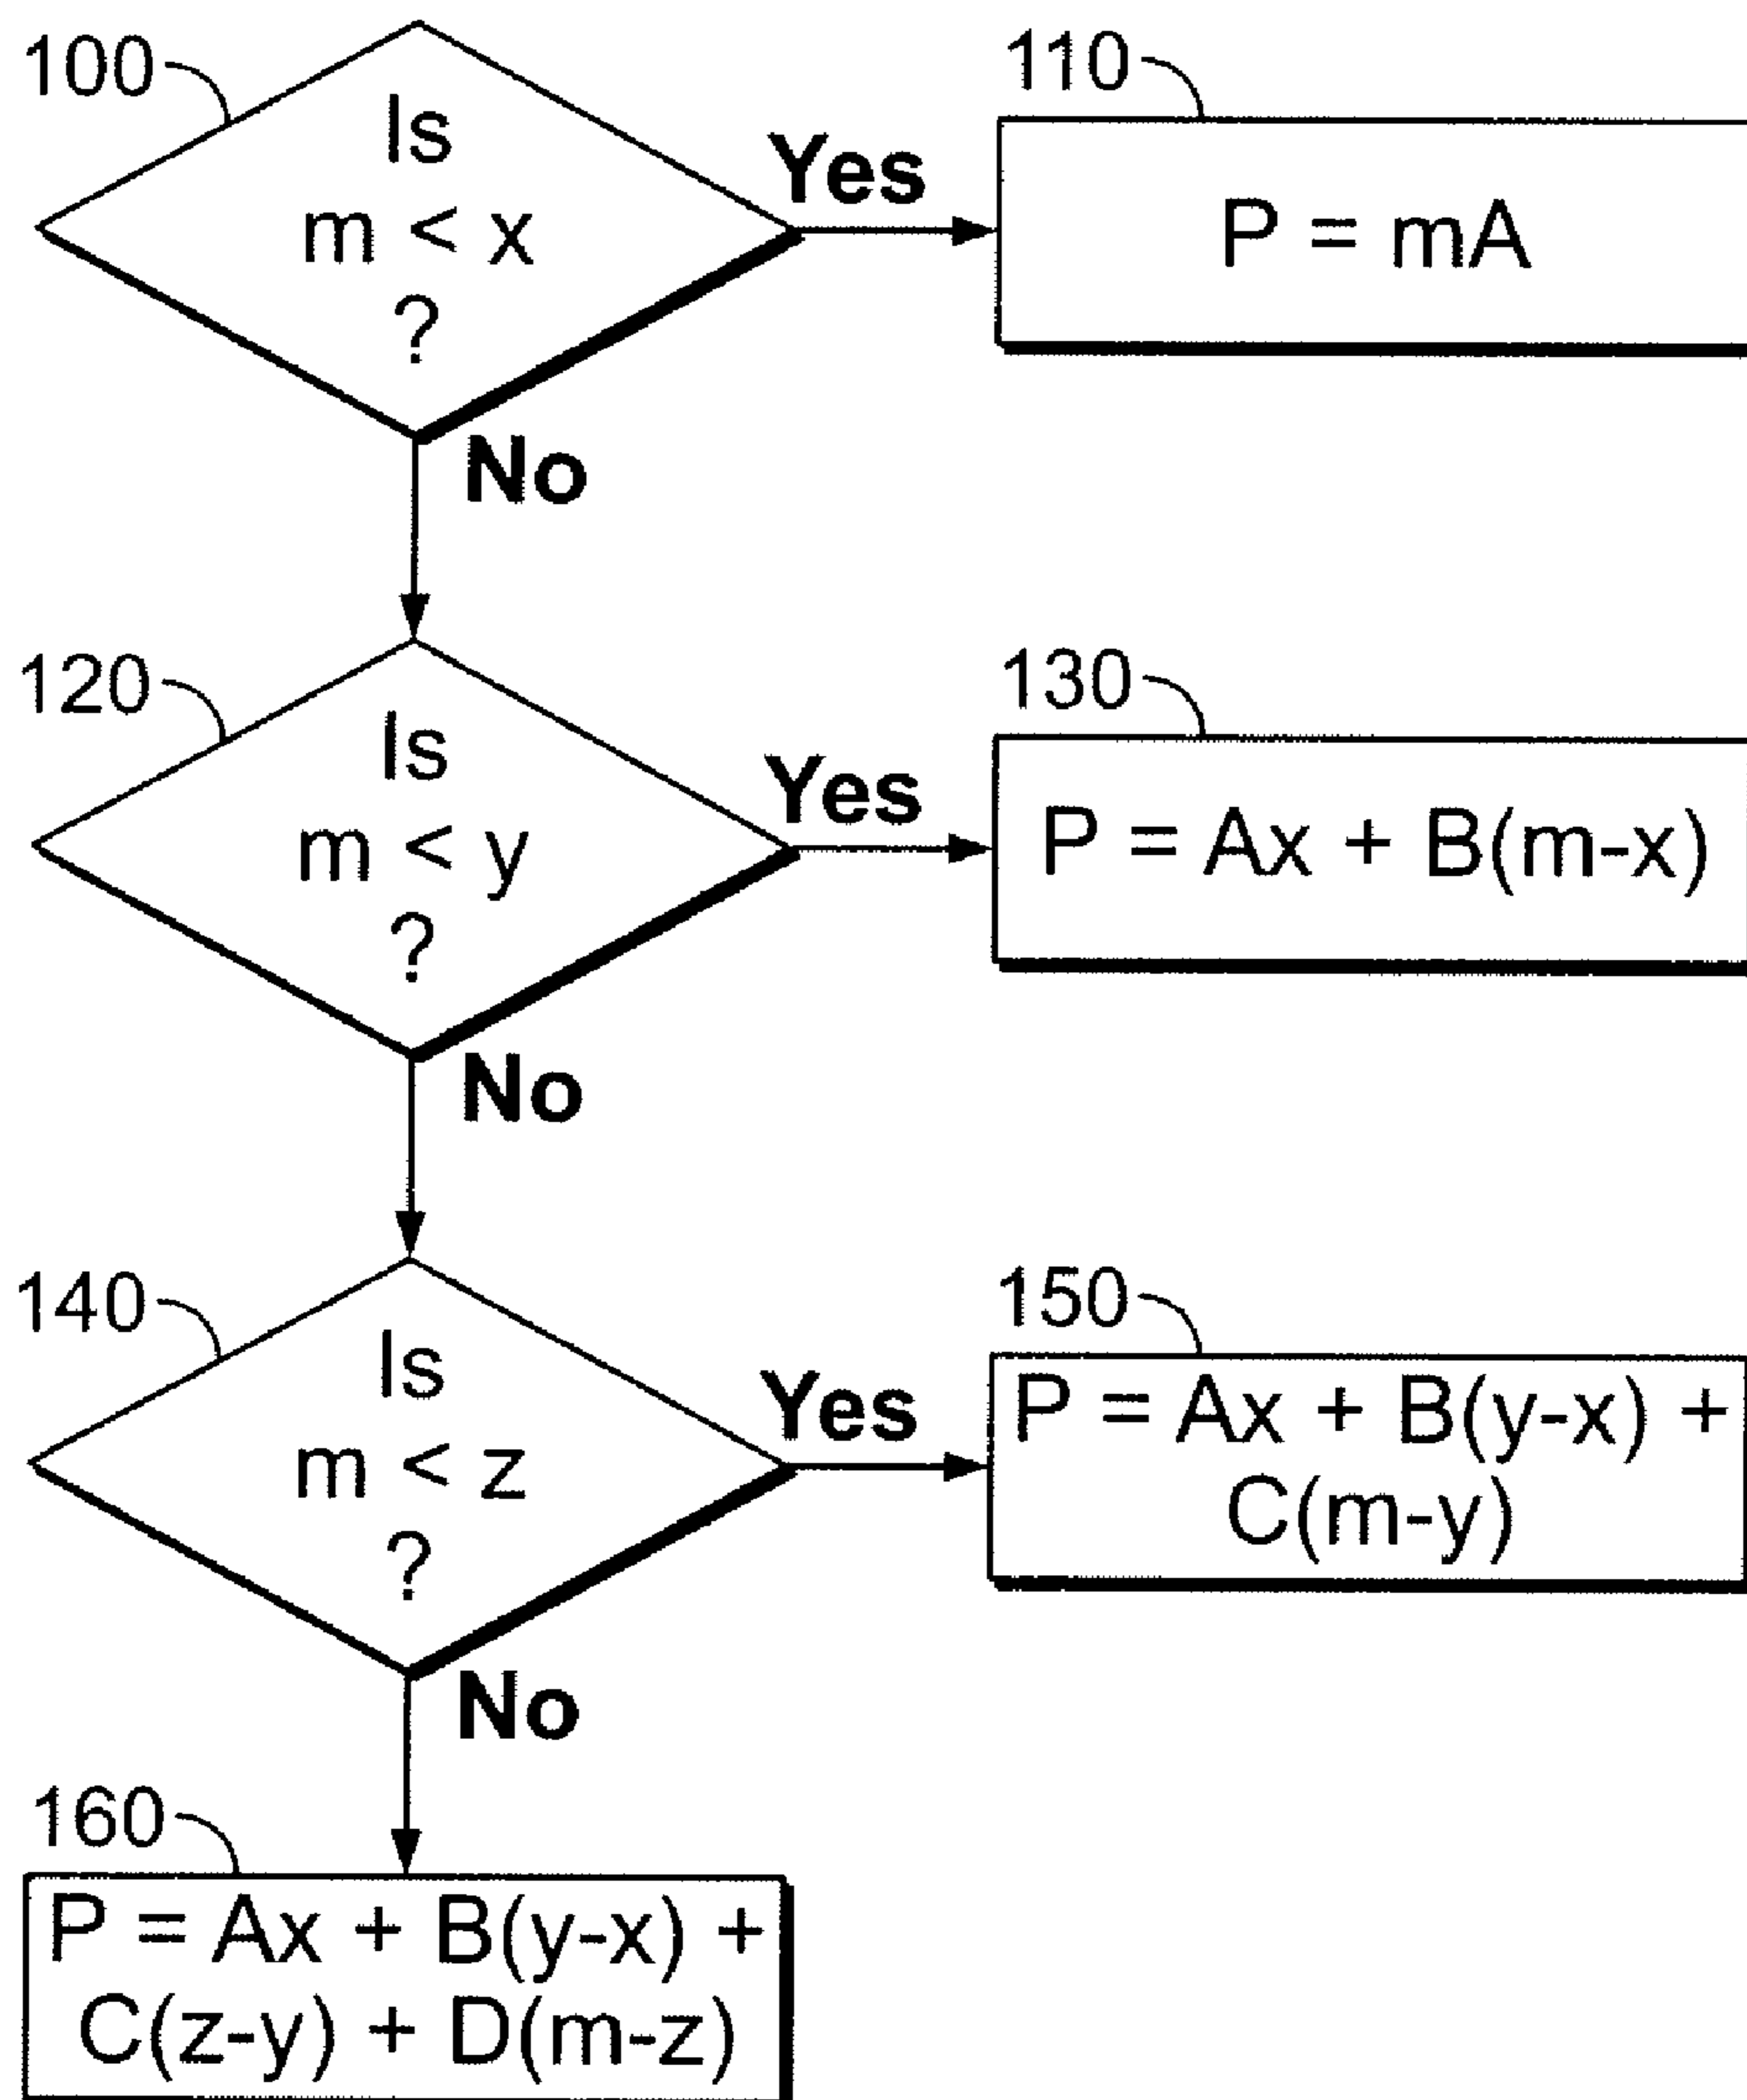 100
Is
m < x
?
Yes
110
P = mA
No
120
Is
m < y
?
Yes
130
P = Ax + B(m-x)
No
140
Is
m < z
?
Yes
150
P = Ax + B(y-x) +
C(m-y)
No
160
P = Ax + B(y-x) +
C(z-y) + D(m-z)